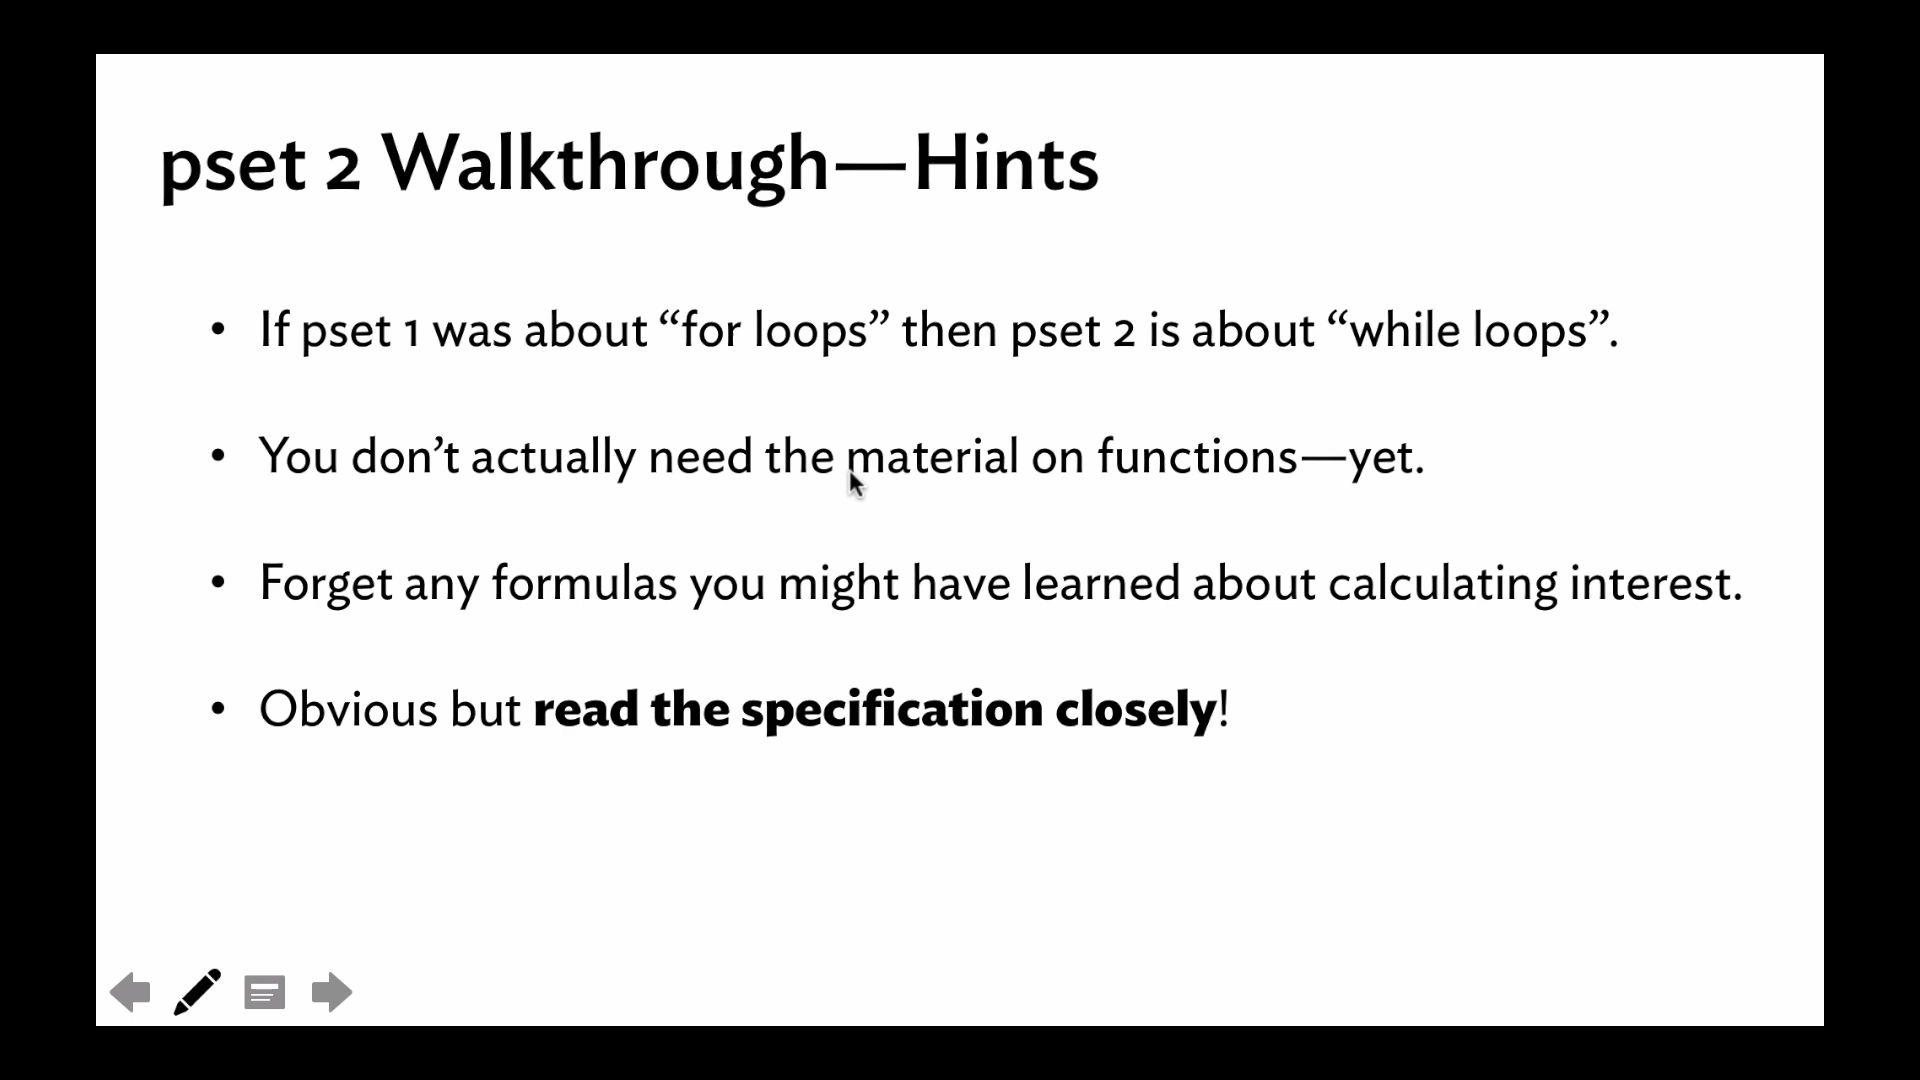 pset 2 Walkthrough—Hints
• If pset 1 was about “for loops” then pset 2 is about “while loops”.
• You don’t actually need the material on functions—yet.
• Forget any formulas you might have learned about calculating interest.
• Obvious but read the specification closely!